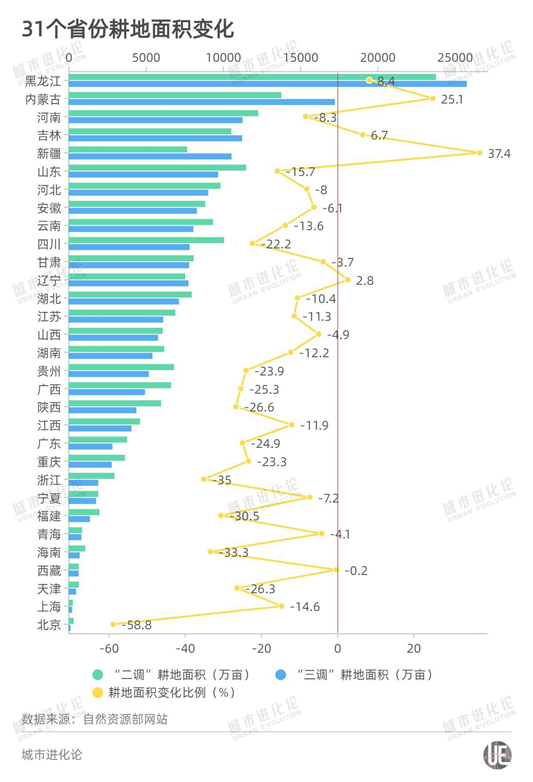 31个省份耕地面积变化
0 5000 10000 15000 20000 25000
黑龙江 8.4
内蒙古 25.1
河南 -8.3
吉林 6.7
新疆 37.4
山东 -15.7
河北 -8
安徽 -6.1
云南 -13.6
四川 -22.2
甘肃 -3.7
辽宁 2.8
湖北 -10.4
江苏 -11.3
山西 -4.9
湖南 -12.2
贵州 -23.9
广西 -25.3
陕西 -26.6
江西 -11.9
广东 -24.9
重庆 -23.3
浙江 -35
宁夏 -7.2
福建 -30.5
青海 -4.1
海南 -33.3
西藏 -0.2
天津 -26.3
上海 -14.6
北京 -58.8
-60 -40 -20 0 20
“二调”耕地面积（万亩） “三调”耕地面积（万亩）
耕地面积变化比例（%）
数据来源：自然资源部网站
城市进化论
UE
城市进化论
URBAN EVOLUTION